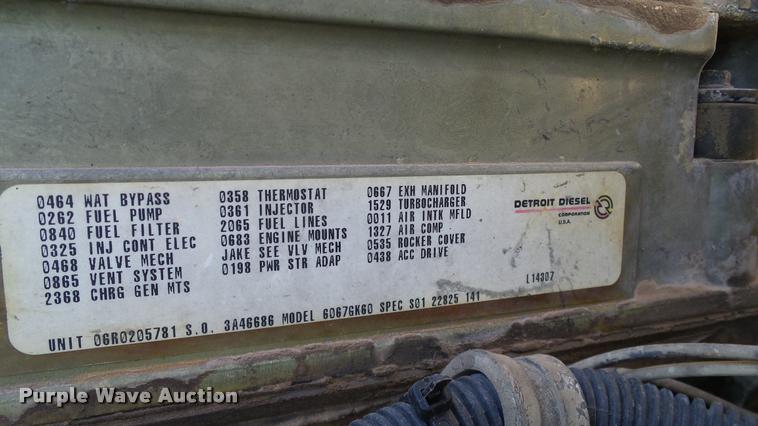 0464 WAT BYPASS
0262 FUEL PUMP
0840 FUEL FILTER
0325 INJ CONT ELEC
0468 VALVE MECH
0865 VENT SYSTEM
2368 CHRG GEN MTS
0358 THERMOSTAT
0361 INJECTOR
2065 FUEL LINES
0683 ENGINE MOUNTS
JAKE SEE VLV MECH
0198 PWR STR ADAP
0667 EXH MANIFOLD
1529 TURBOCHARGER
0011 AIR INTK MFLD
1327 AIR COMP
0535 ROCKER COVER
0438 ACC DRIVE
DETROIT DIESEL
CORPORATION
U.S.A.
L14307
UNIT 06R0205781 S.O. 3A46686 MODEL 6067GK60 SPEC S01 22825 141
Purple Wave Auction